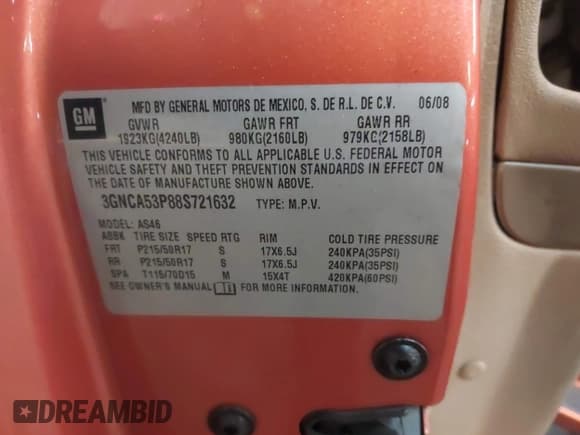 GM
MFD BY GENERAL MOTORS DE MEXICO, S. DE R.L. DE C.V. 06/08
GVWR GAWR FRT GAWR RR
1923KG(4240LB) 980KG(2160LB) 979KG(2158LB)
THIS VEHICLE CONFORMS TO ALL APPLICABLE U.S. FEDERAL MOTOR
VEHICLE SAFETY AND THEFT PREVENTION STANDARDS IN EFFECT ON
THE DATE OF MANUFACTURE SHOWN ABOVE.
3GNCA53P88S721632 TYPE: M.P.V.
MODEL: AS46
ABBK TIRE SIZE SPEED RTG RIM COLD TIRE PRESSURE
FRT P215/50R17 S 17X6.5J 240KPA(35PSI)
RR P215/50R17 S 17X6.5J 240KPA(35PSI)
SPA T115/70D15 M 15X4T 420KPA(60PSI)
SEE OWNER'S MANUAL FOR MORE INFORMATION.
DREAMBID